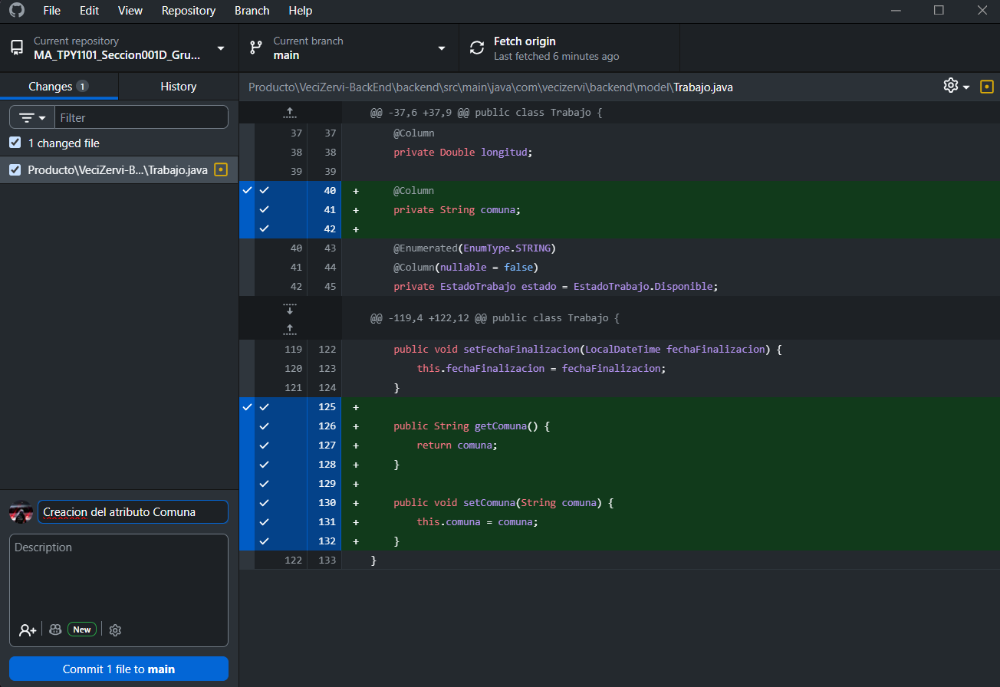 File Edit View Repository Branch Help
Current repository
MA_TPY1101_Seccion001D_Gru...
Current branch
main
Fetch origin
Last fetched 6 minutes ago
Changes 1
History
Filter
1 changed file
Producto\VeciZervi-B...\Trabajo.java
Producto\VeciZervi-BackEnd\backend\src\main\java\com\vecizervi\backend\model\Trabajo.java
@@ -37,6 +37,9 @@ public class Trabajo {
37 37 @Column
38 38 private Double longitud;
39 39
40 + @Column
41 + private String comuna;
42 +
40 43 @Enumerated(EnumType.STRING)
41 44 @Column(nullable = false)
42 45 private EstadoTrabajo estado = EstadoTrabajo.Disponible;
@@ -119,4 +122,12 @@ public class Trabajo {
119 122 public void setFechaFinalizacion(LocalDateTime fechaFinalizacion) {
120 123 this.fechaFinalizacion = fechaFinalizacion;
121 124 }
125 +
126 + public String getComuna() {
127 + return comuna;
128 + }
129 +
130 + public void setComuna(String comuna) {
131 + this.comuna = comuna;
132 + }
122 133 }
Creacion del atributo Comuna
Description
New
Commit 1 file to main